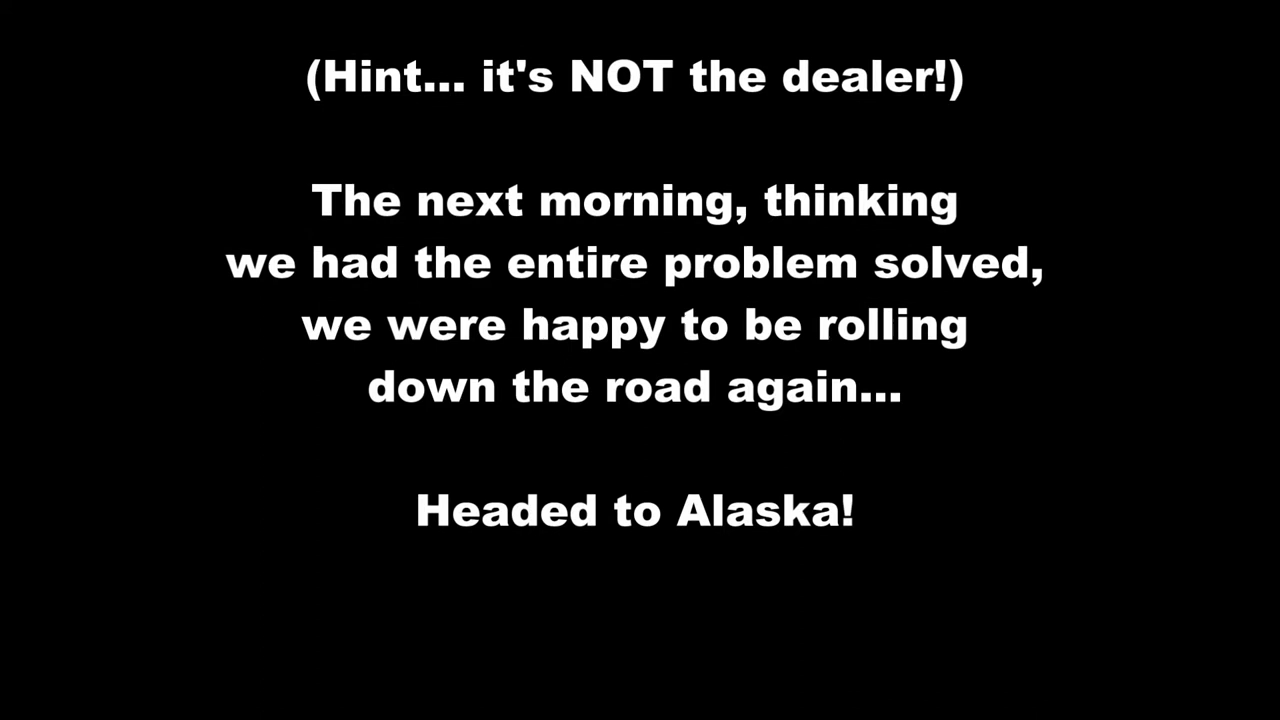 (Hint... it's NOT the dealer!)
The next morning, thinking
we had the entire problem solved,
we were happy to be rolling
down the road again...
Headed to Alaska!